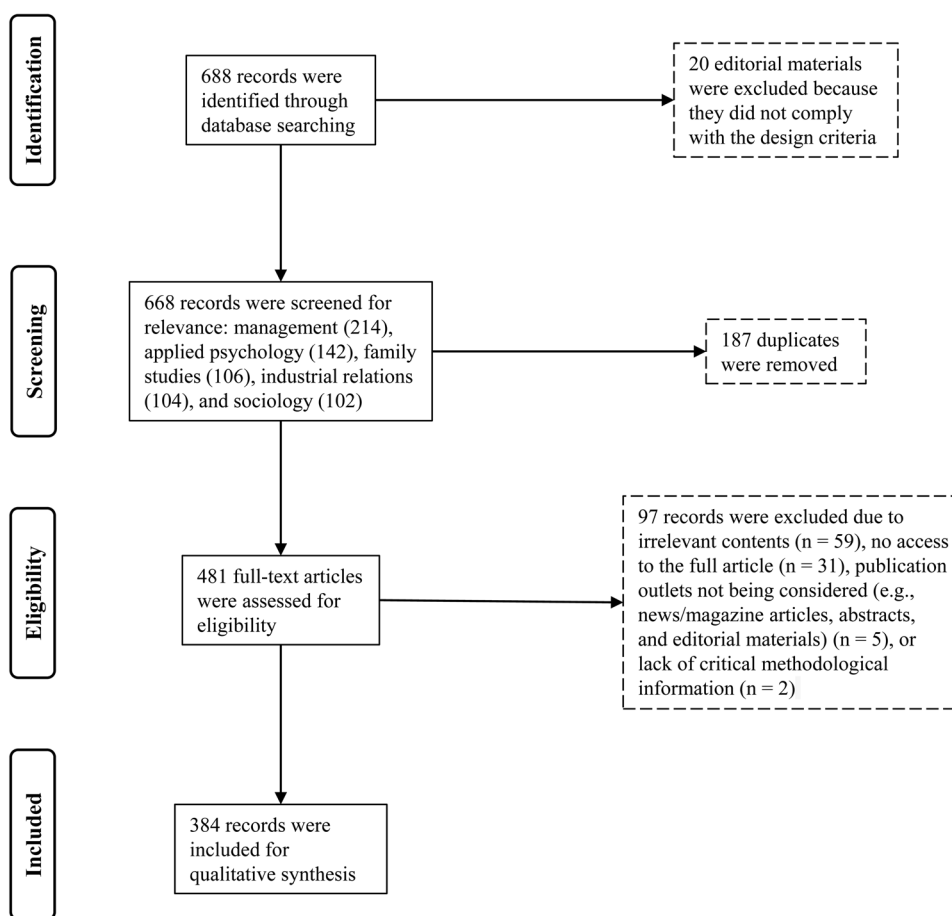 Identification
688 records were
identified through
database searching
20 editorial materials
were excluded because
they did not comply
with the design criteria
Screening
668 records were screened for
relevance: management (214),
applied psychology (142), family
studies (106), industrial relations
(104), and sociology (102)
187 duplicates
were removed
Eligibility
481 full-text articles
were assessed for
eligibility
97 records were excluded due to
irrelevant contents (n = 59), no access
to the full article (n = 31), publication
outlets not being considered (e.g.,
news/magazine articles, abstracts,
and editorial materials) (n = 5), or
lack of critical methodological
information (n = 2)
Included
384 records were
included for
qualitative synthesis